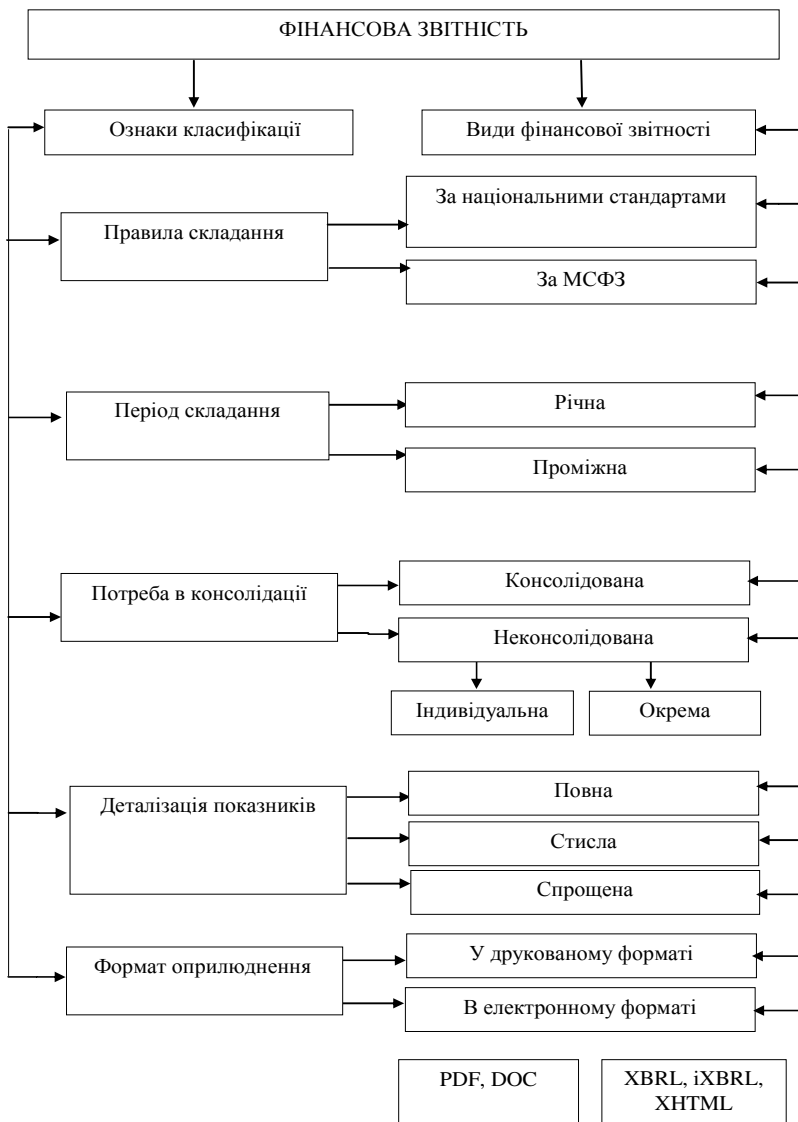 ФІНАНСОВА ЗВІТНІСТЬ
Ознаки класифікації
Види фінансової звітності
Правила складання
За національними стандартами
За МСФЗ
Період складання
Річна
Проміжна
Потреба в консолідації
Консолідована
Неконсолідована
Індивідуальна
Окрема
Деталізація показників
Повна
Стисла
Спрощена
Формат оприлюднення
У друкованому форматі
В електронному форматі
PDF, DOC
XBRL, iXBRL,
XHTML